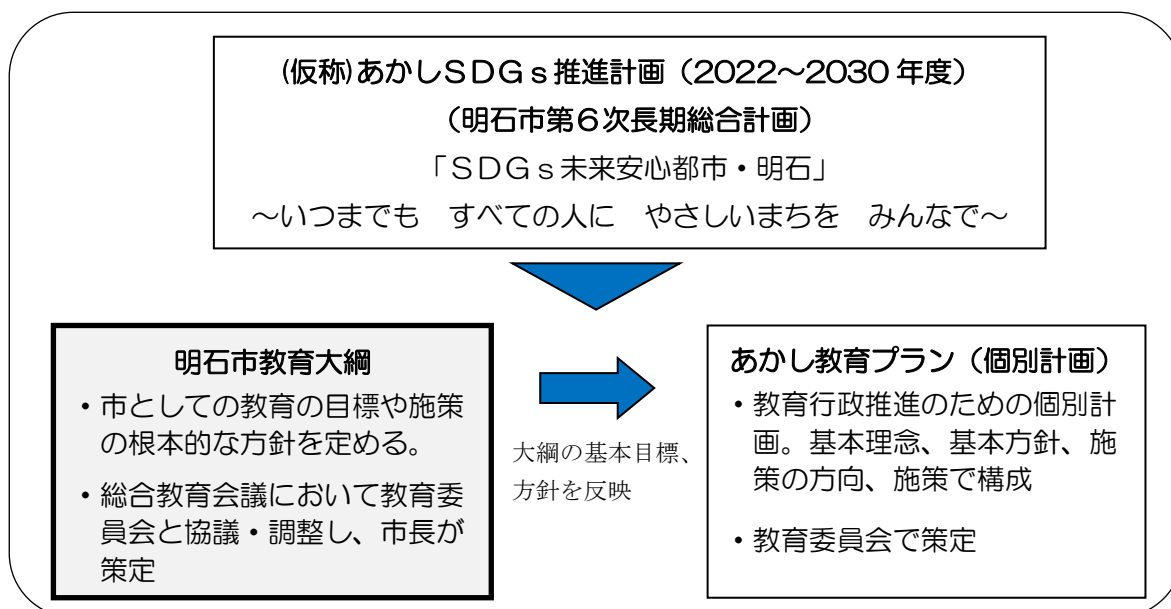 (仮称)あかしSDGs推進計画(2022~2030年度)
(明石市第6次長期総合計画)
「SDGs未来安心都市・明石」
~いつまでも すべての人に やさしいまちを みんなで~
明石市教育大綱
・市としての教育の目標や施策
の根本的な方針を定める。
・総合教育会議において教育委
員会と協議・調整し、市長が
策定
大綱の基本目標、
方針を反映
あかし教育プラン(個別計画)
・教育行政推進のための個別計
画。基本理念、基本方針、施
策の方向、施策で構成
・教育委員会で策定